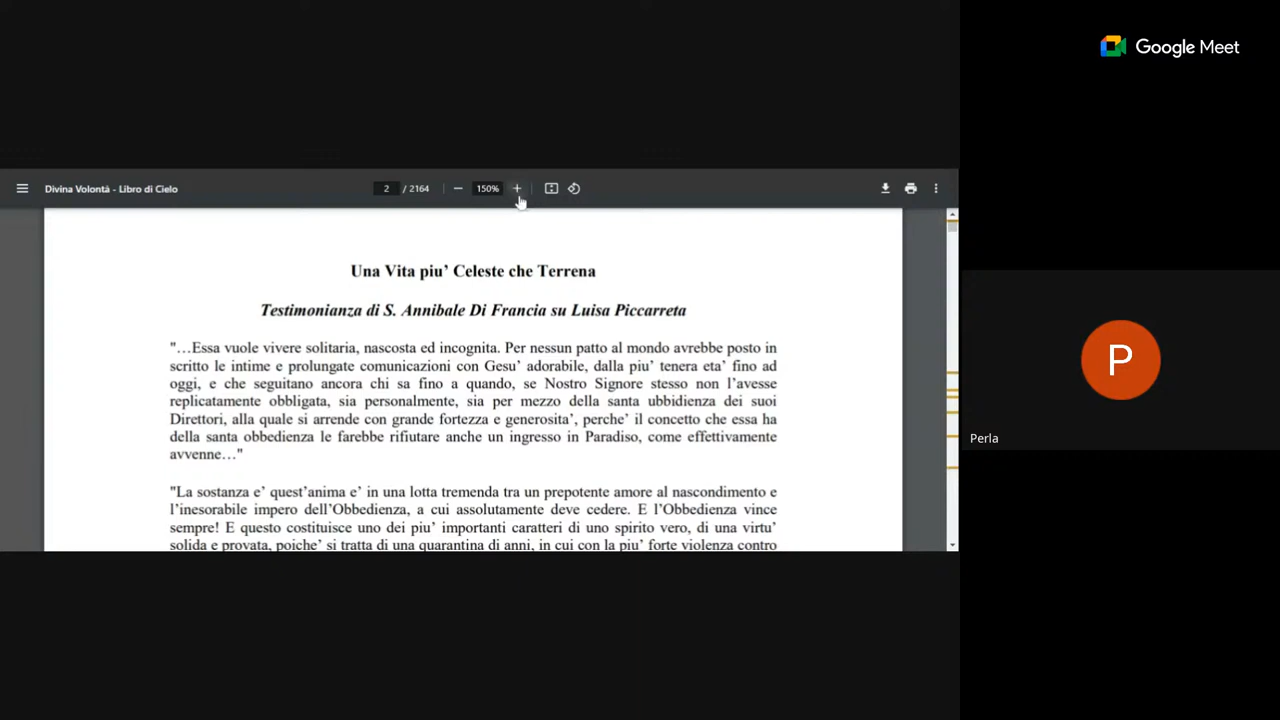 Google Meet
Divina Volontà - Libro di Cielo
2 / 2164
150%
Una Vita piu’ Celeste che Terrena
Testimonianza di S. Annibale Di Francia su Luisa Piccarreta
"…Essa vuole vivere solitaria, nascosta ed incognita. Per nessun patto al mondo avrebbe posto in
scritto le intime e prolungate comunicazioni con Gesu’ adorabile, dalla piu’ tenera eta’ fino ad
oggi, e che seguitano ancora chi sa fino a quando, se Nostro Signore stesso non l’avesse
replicatamente obbligata, sia personalmente, sia per mezzo della santa ubbidienza dei suoi
Direttori, alla quale si arrende con grande fortezza e generosita’, perche’ il concetto che essa ha
della santa obbedienza le farebbe rifiutare anche un ingresso in Paradiso, come effettivamente
avvenne…"
"La sostanza e’ quest’anima e’ in una lotta tremenda tra un prepotente amore al nascondimento e
l’inesorabile impero dell’Obbedienza, a cui assolutamente deve cedere. E l’Obbedienza vince
sempre! E questo costituisce uno dei piu’ importanti caratteri di uno spirito vero, di una virtu’
solida e provata, poiche’ si tratta di una quarantina di anni, in cui con la piu’ forte violenza contro
P
Perla